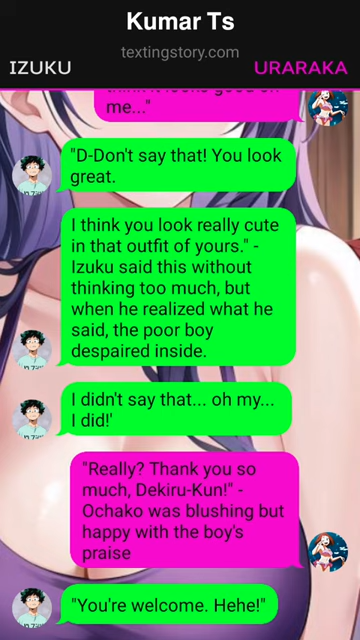 Kumar Ts
textingstory.com
IZUKU
URARAKA
think it looks good on
me..."
"D-Don't say that! You look
great.
I think you look really cute
in that outfit of yours." -
Izuku said this without
thinking too much, but
when he realized what he
said, the poor boy
despaired inside.
I didn't say that... oh my...
I did!'
"Really? Thank you so
much, Dekiru-Kun!" -
Ochako was blushing but
happy with the boy's
praise
"You're welcome. Hehe!"